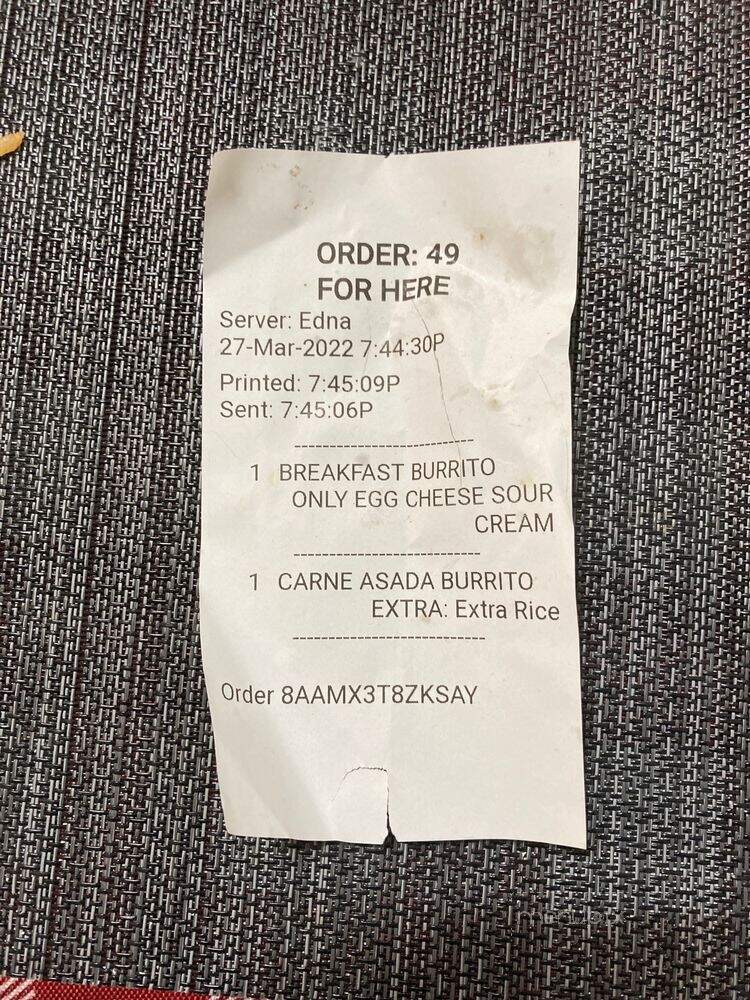 ORDER: 49
FOR HERE
Server: Edna
27-Mar-2022 7:44:30P
Printed: 7:45:09P
Sent: 7:45:06P
--------------------------
1 BREAKFAST BURRITO
ONLY EGG CHEESE SOUR
CREAM
--------------------------
1 CARNE ASADA BURRITO
EXTRA: Extra Rice
--------------------------
Order 8AAMX3T8ZKSAY